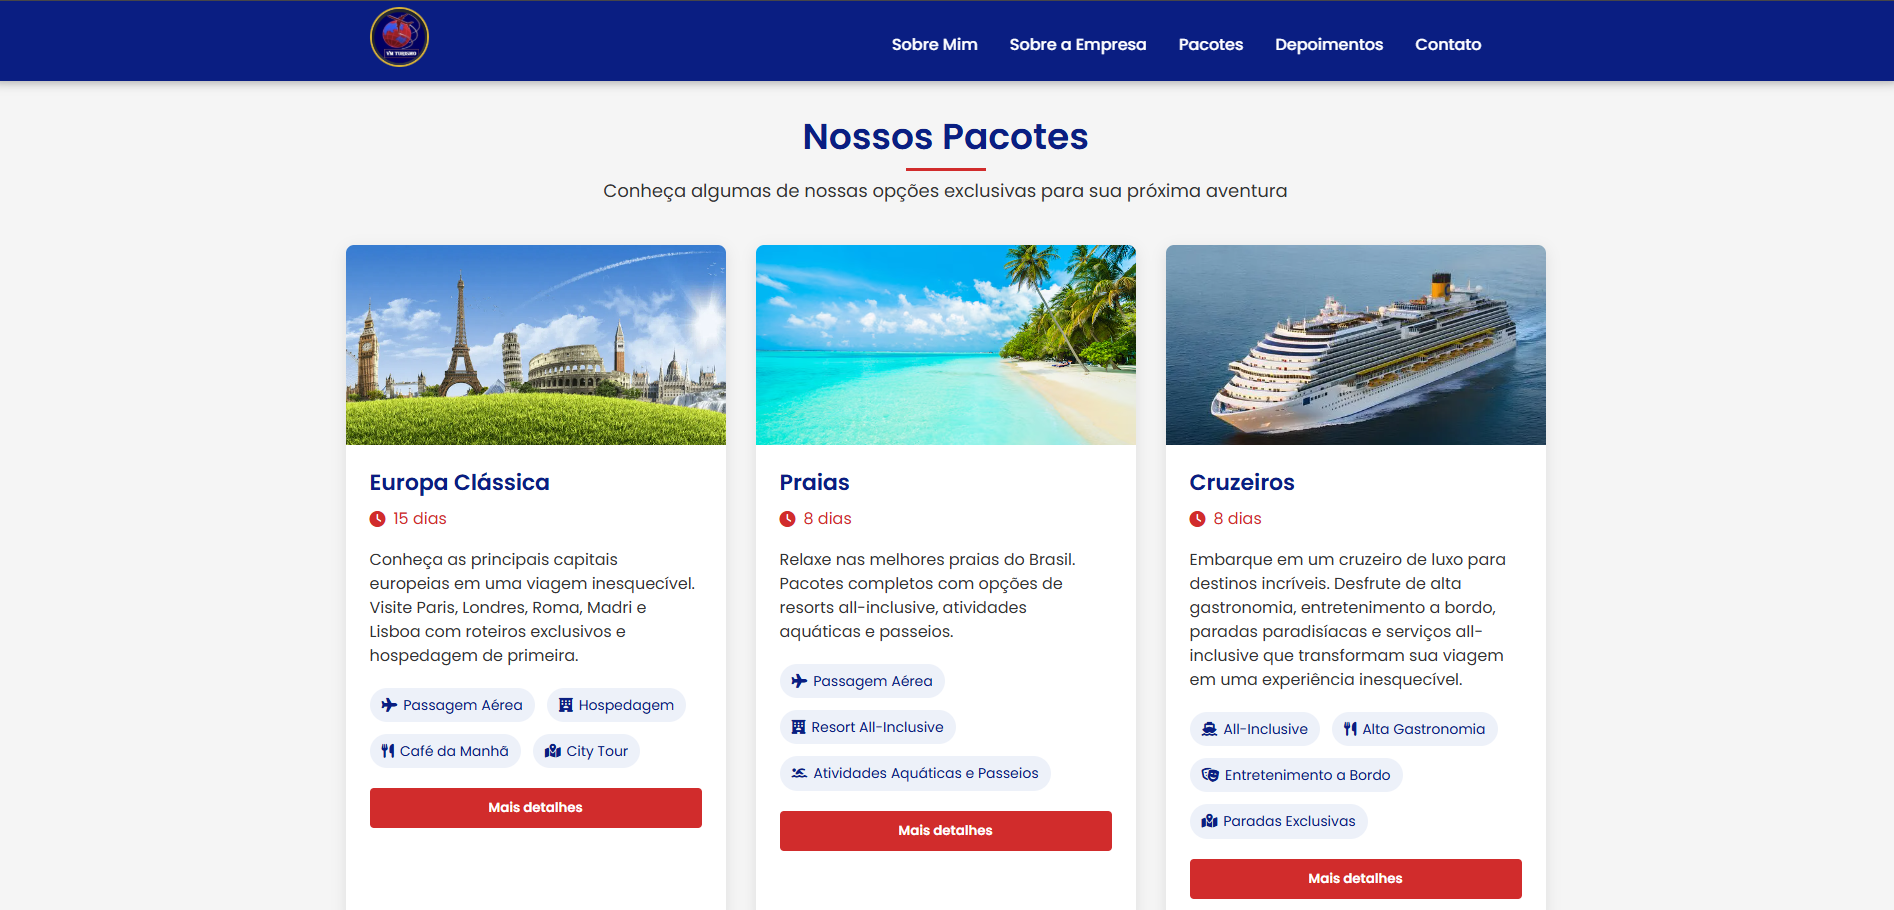 VM TURISMO
Sobre Mim Sobre a Empresa Pacotes Depoimentos Contato
Nossos Pacotes
Conheça algumas de nossas opções exclusivas para sua próxima aventura
Europa Clássica
15 dias
Conheça as principais capitais
europeias em uma viagem inesquecível.
Visite Paris, Londres, Roma, Madri e
Lisboa com roteiros exclusivos e
hospedagem de primeira.
Passagem Aérea Hospedagem
Café da Manhã City Tour
Mais detalhes
Praias
8 dias
Relaxe nas melhores praias do Brasil.
Pacotes completos com opções de
resorts all-inclusive, atividades
aquáticas e passeios.
Passagem Aérea
Resort All-Inclusive
Atividades Aquáticas e Passeios
Mais detalhes
Cruzeiros
8 dias
Embarque em um cruzeiro de luxo para
destinos incríveis. Desfrute de alta
gastronomia, entretenimento a bordo,
paradas paradisíacas e serviços all-
inclusive que transformam sua viagem
em uma experiência inesquecível.
All-Inclusive Alta Gastronomia
Entretenimento a Bordo
Paradas Exclusivas
Mais detalhes